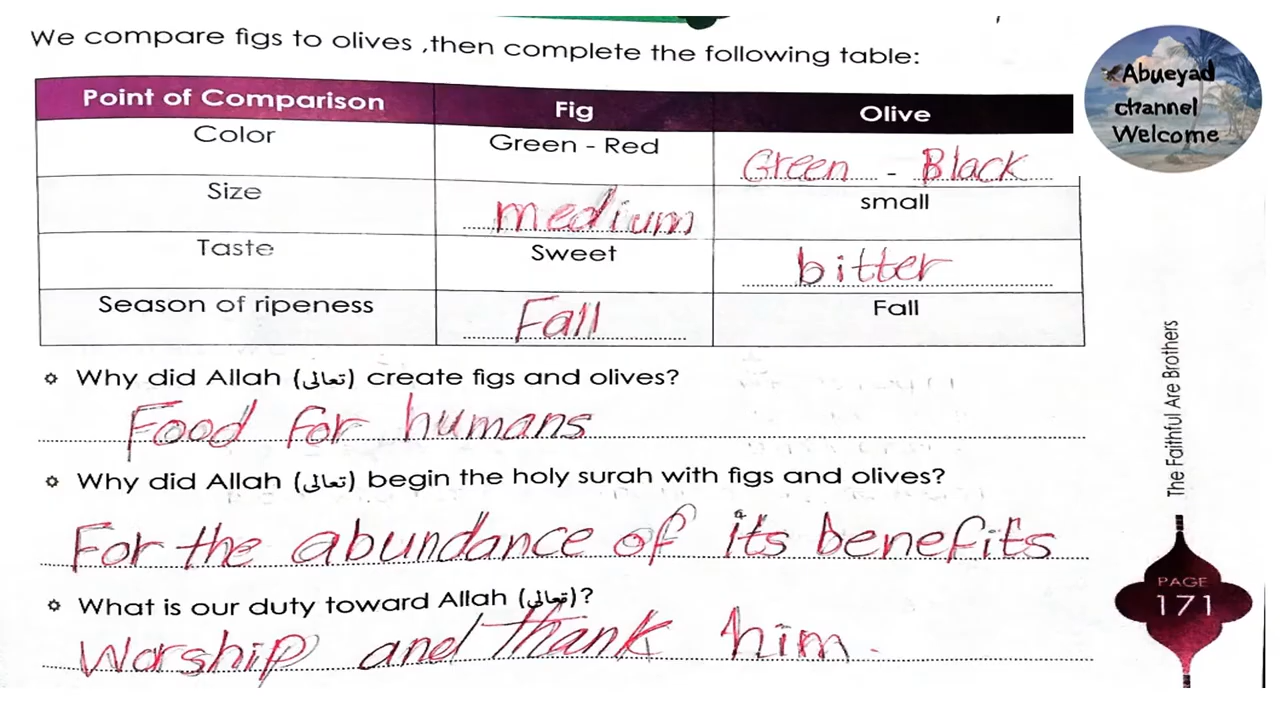 We compare figs to olives ,then complete the following table:
Point of Comparison Fig Olive
Color Green - Red Green - Black
Size medium small
Taste Sweet bitter
Season of ripeness Fall Fall
Why did Allah (تعالى) create figs and olives?
Food for humans
Why did Allah (تعالى) begin the holy surah with figs and olives?
For the abundance of its benefits
What is our duty toward Allah (تعالى)?
Worship and thank him.
Abueyad
channel
Welcome
The Faithful Are Brothers
PAGE
171